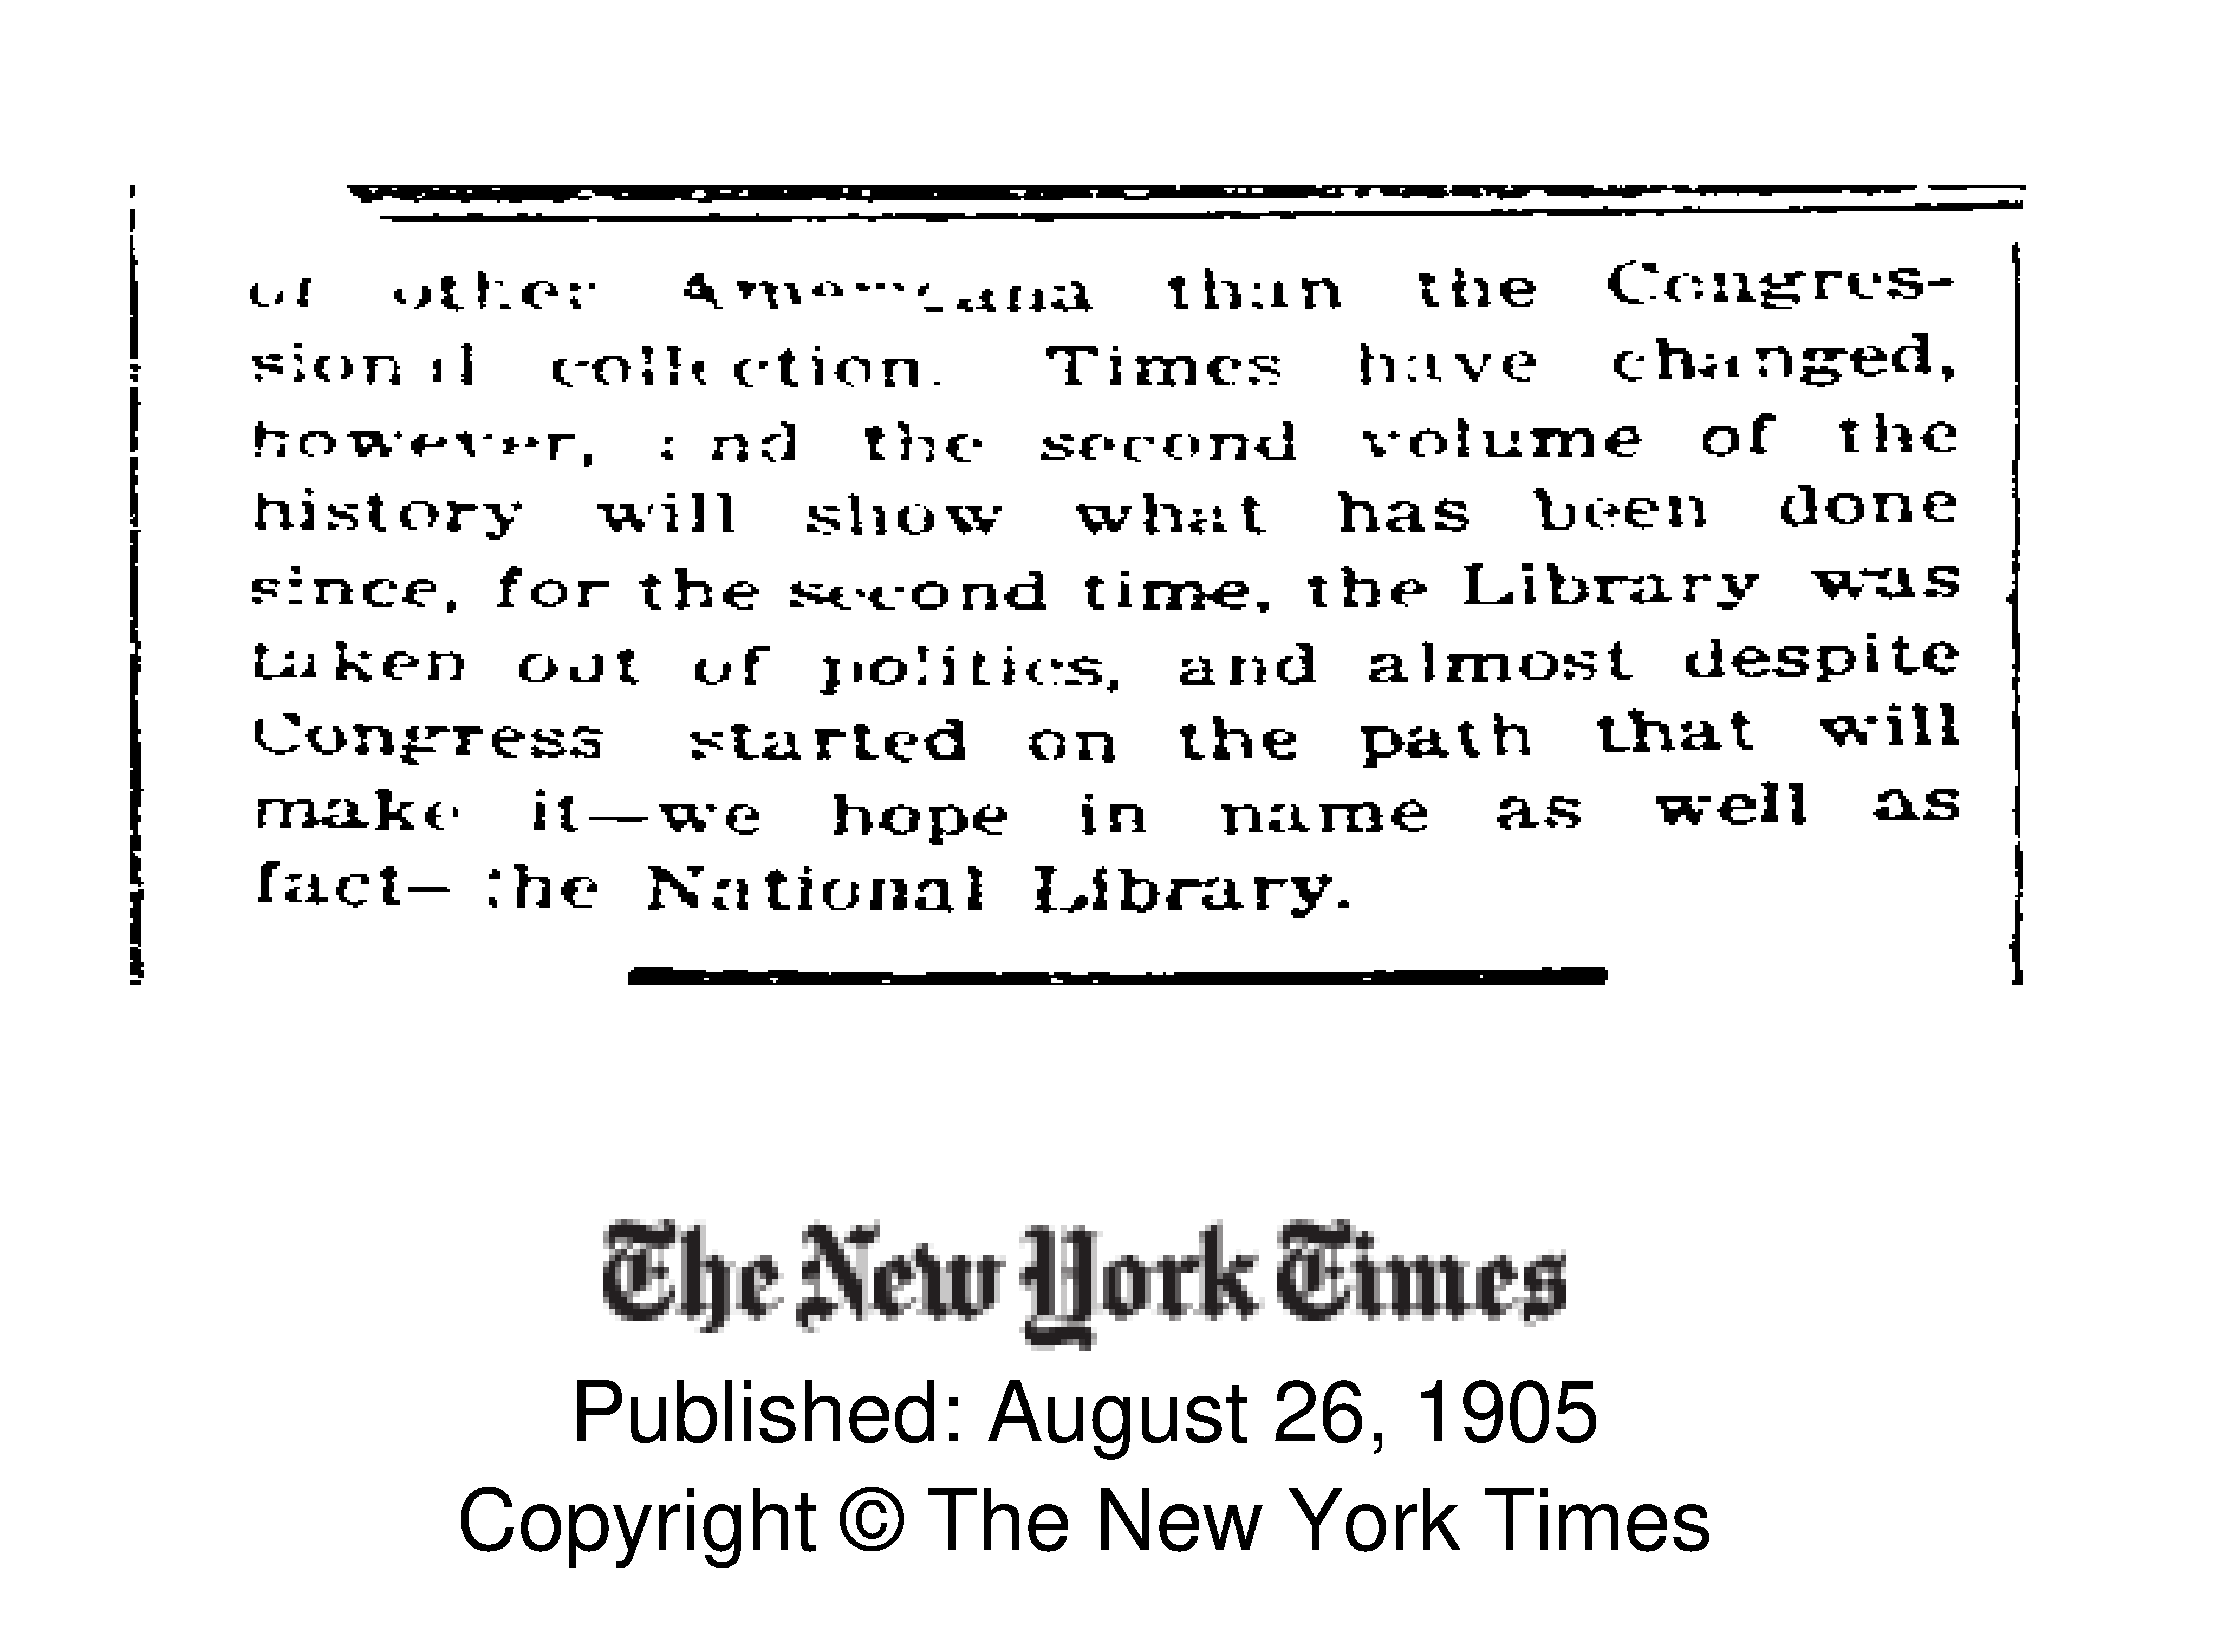 of other Americana than the Congres-
sional collection. Times have changed,
however, and the second volume of the
history will show what has been done
since, for the second time, the Library was
taken out of politics, and almost despite
Congress started on the path that will
make it—we hope in name as well as
fact—the National Library.
The New York Times
Published: August 26, 1905
Copyright © The New York Times